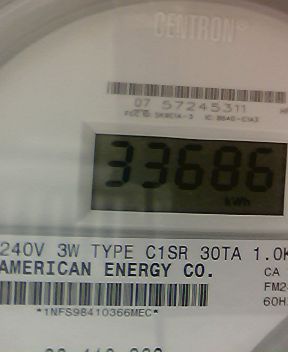 CENTRON®
07 57245311
33686
kWh
240V 3W TYPE C1SR 30TA 1.0K
AMERICAN ENERGY CO.
CA
FM2
60H
*1NFS98410366MEC*